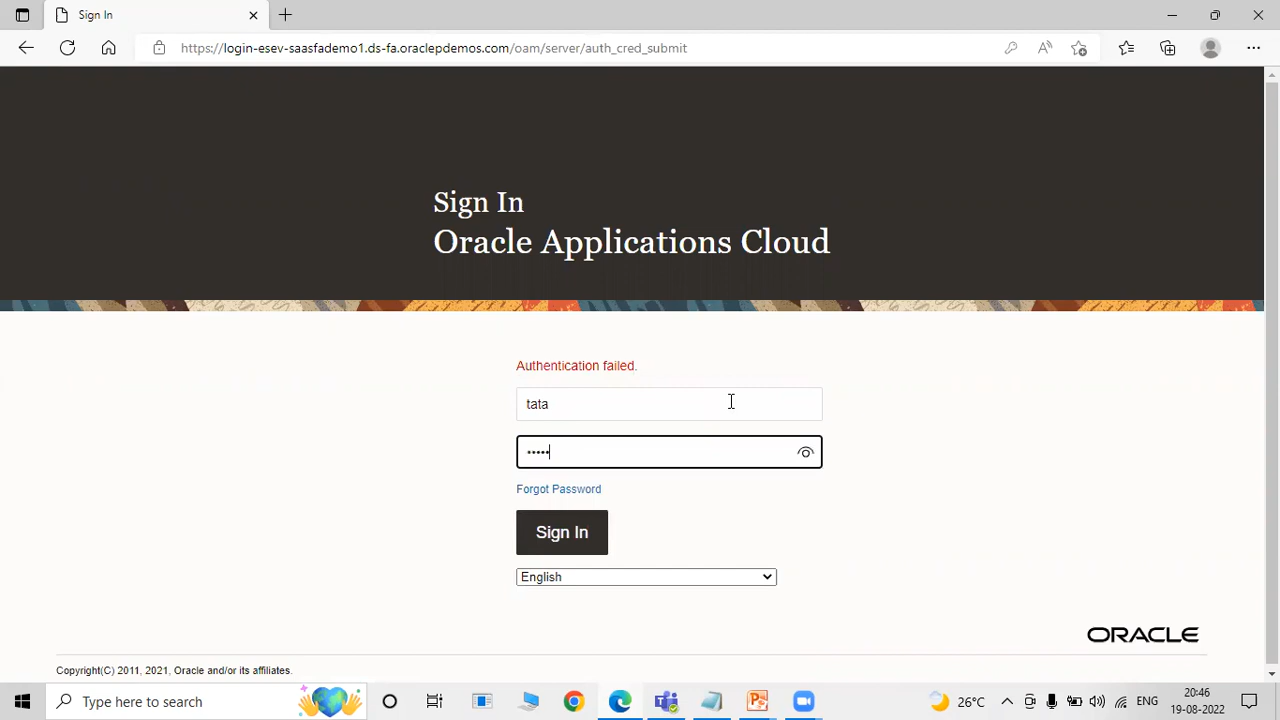 Sign In
https://login-esev-saasfademo1.ds-fa.oraclepdemos.com/oam/server/auth_cred_submit
Sign In
Oracle Applications Cloud
Authentication failed.
tata
•••••
Forgot Password
Sign In
English
ORACLE
Copyright(C) 2011, 2021, Oracle and/or its affiliates.
Type here to search
26°C
ENG
20:46
19-08-2022